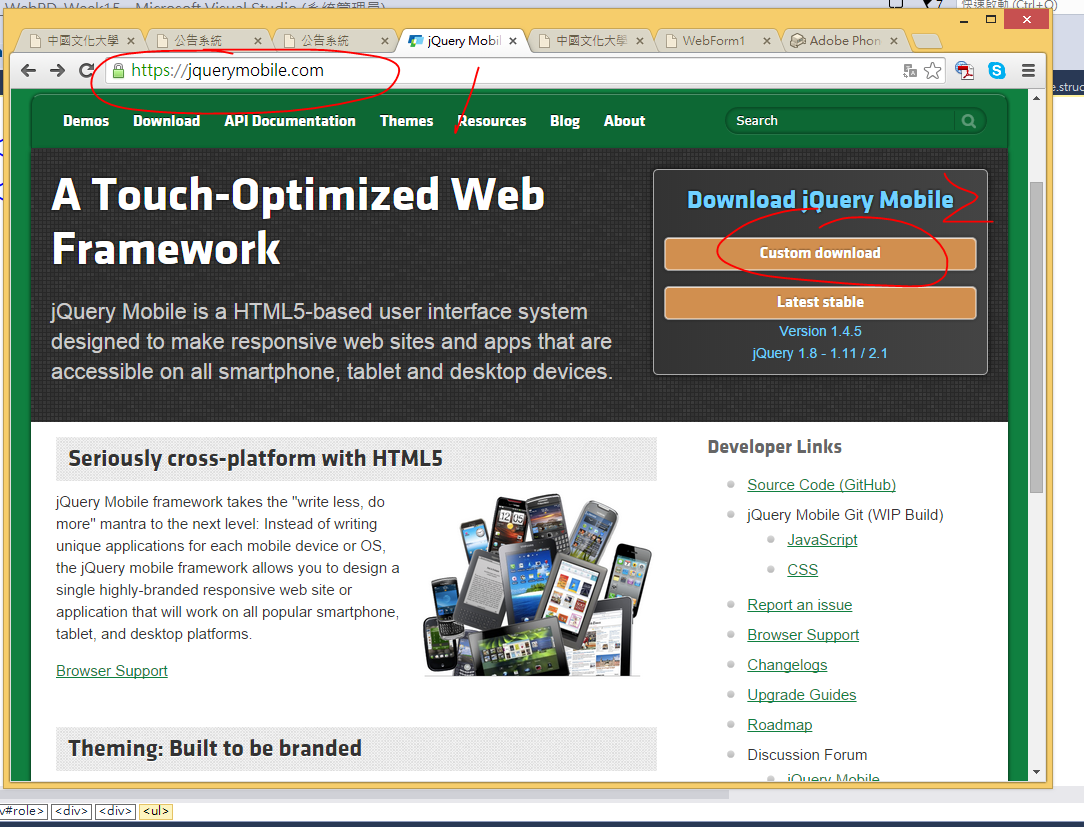 WebPD_Week15 - Microsoft Visual Studio (系統管理員)
7
快速啟動 (Ctrl+Q)
中國文化大學
公告系統
公告系統
jQuery Mobil
中國文化大學
WebForm1
Adobe Phon
https://jquerymobile.com
1
e.struc
Demos
Download
API Documentation
Themes
Resources
Blog
About
Search
A Touch-Optimized Web
Framework
jQuery Mobile is a HTML5-based user interface system
designed to make responsive web sites and apps that are
accessible on all smartphone, tablet and desktop devices.
Download jQuery Mobile
2
Custom download
Latest stable
Version 1.4.5
jQuery 1.8 - 1.11 / 2.1
Seriously cross-platform with HTML5
jQuery Mobile framework takes the "write less, do
more" mantra to the next level: Instead of writing
unique applications for each mobile device or OS,
the jQuery mobile framework allows you to design a
single highly-branded responsive web site or
application that will work on all popular smartphone,
tablet, and desktop platforms.
Browser Support
Theming: Built to be branded
Developer Links
Source Code (GitHub)
jQuery Mobile Git (WIP Build)
JavaScript
CSS
Report an issue
Browser Support
Changelogs
Upgrade Guides
Roadmap
Discussion Forum
jQuery Mobile
v#role>
<div>
<div>
<ul>